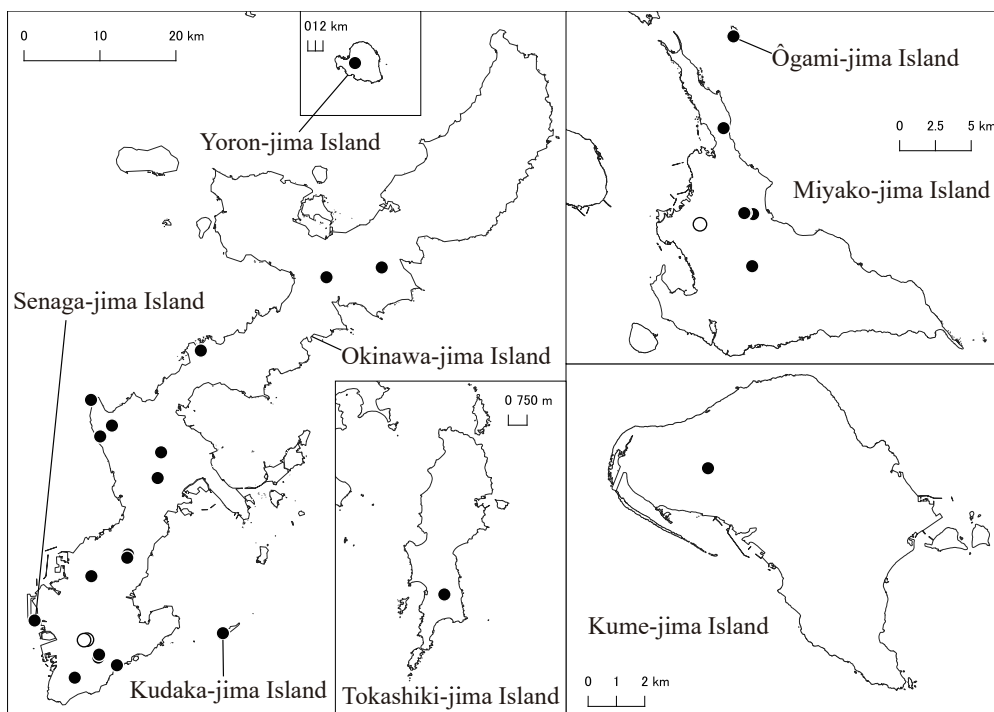 0 10 20 km
012 km
Yoron-jima Island
Senaga-jima Island
Okinawa-jima Island
0 750 m
Kudaka-jima Island
Tokashiki-jima Island
Ôgami-jima Island
0 2.5 5 km
Miyako-jima Island
Kume-jima Island
0 1 2 km